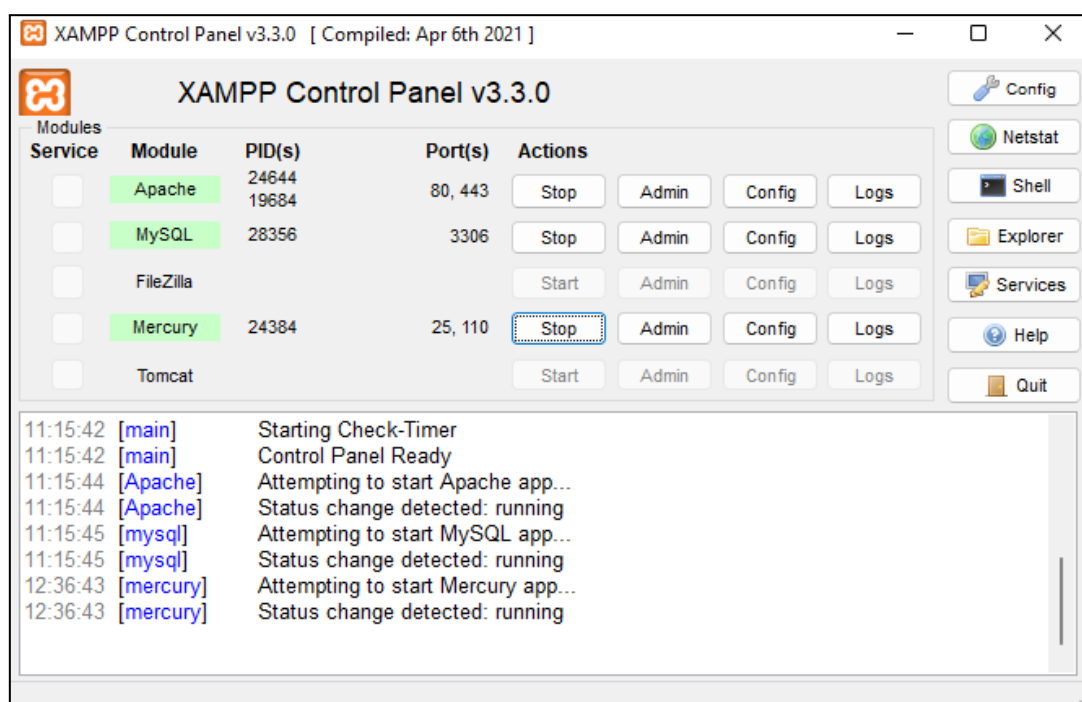 XAMPP Control Panel v3.3.0 [ Compiled: Apr 6th 2021 ]
XAMPP Control Panel v3.3.0
Config
Modules
Service Module PID(s) Port(s) Actions
Netstat
Apache 24644 19684 80, 443 Stop Admin Config Logs
Shell
MySQL 28356 3306 Stop Admin Config Logs
Explorer
FileZilla Start Admin Config Logs
Services
Mercury 24384 25, 110 Stop Admin Config Logs
Help
Tomcat Start Admin Config Logs
Quit
11:15:42 [main] Starting Check-Timer
11:15:42 [main] Control Panel Ready
11:15:44 [Apache] Attempting to start Apache app...
11:15:44 [Apache] Status change detected: running
11:15:45 [mysql] Attempting to start MySQL app...
11:15:45 [mysql] Status change detected: running
12:36:43 [mercury] Attempting to start Mercury app...
12:36:43 [mercury] Status change detected: running